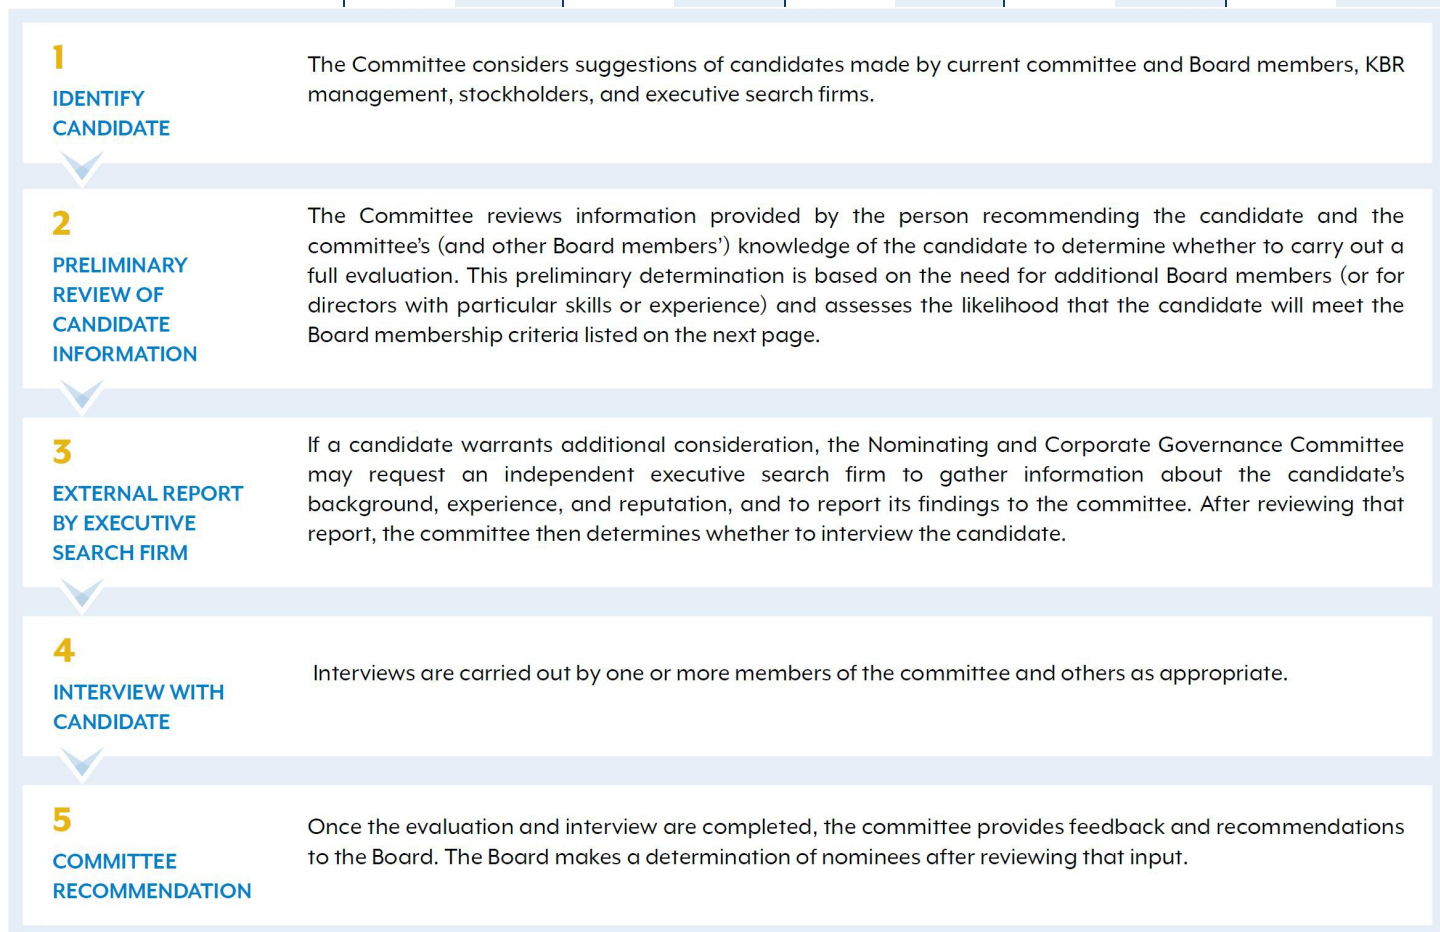 1
IDENTIFY
CANDIDATE
The Committee considers suggestions of candidates made by current committee and Board members, KBR
management, stockholders, and executive search firms.
2
PRELIMINARY
REVIEW OF
CANDIDATE
INFORMATION
The Committee reviews information provided by the person recommending the candidate and the
committee's (and other Board members') knowledge of the candidate to determine whether to carry out a
full evaluation. This preliminary determination is based on the need for additional Board members (or for
directors with particular skills or experience) and assesses the likelihood that the candidate will meet the
Board membership criteria listed on the next page.
3
EXTERNAL REPORT
BY EXECUTIVE
SEARCH FIRM
If a candidate warrants additional consideration, the Nominating and Corporate Governance Committee
may request an independent executive search firm to gather information about the candidate's
background, experience, and reputation, and to report its findings to the committee. After reviewing that
report, the committee then determines whether to interview the candidate.
4
INTERVIEW WITH
CANDIDATE
Interviews are carried out by one or more members of the committee and others as appropriate.
5
COMMITTEE
RECOMMENDATION
Once the evaluation and interview are completed, the committee provides feedback and recommendations
to the Board. The Board makes a determination of nominees after reviewing that input.